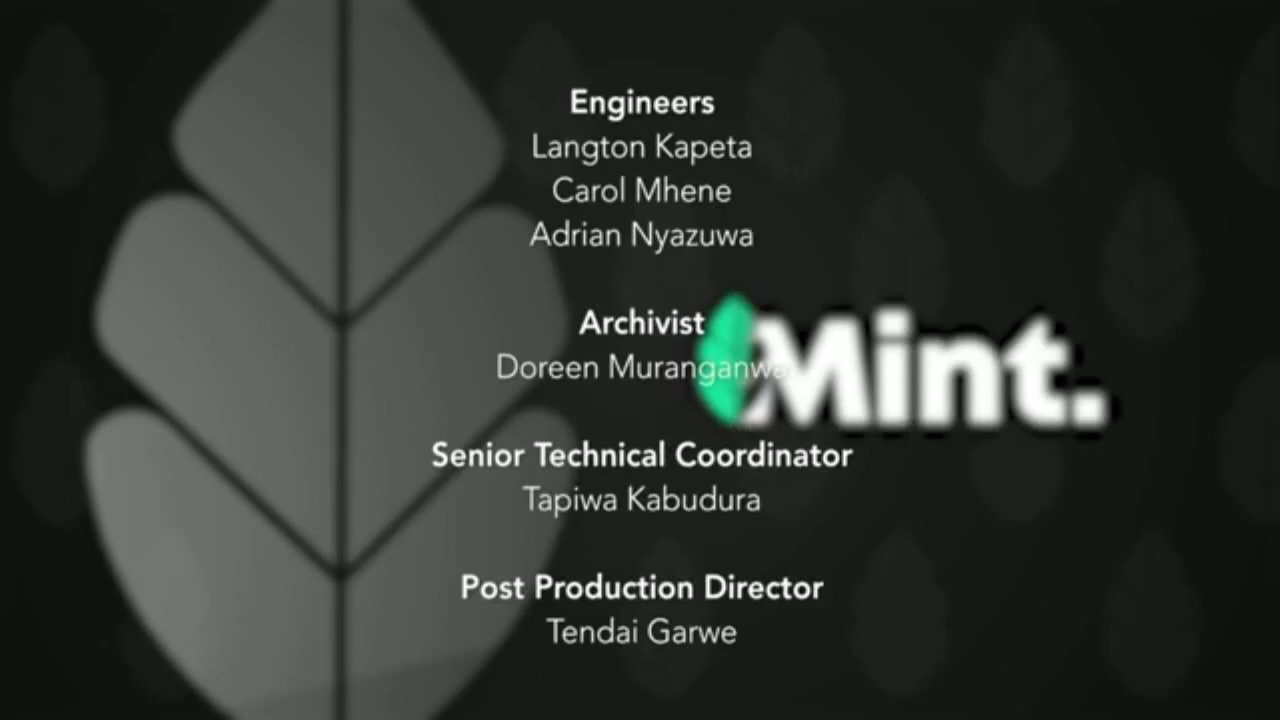 Engineers
Langton Kapeta
Carol Mhene
Adrian Nyazuwa
Archivist
Doreen Muranganwa
Mint.
Senior Technical Coordinator
Tapiwa Kabudura
Post Production Director
Tendai Garwe